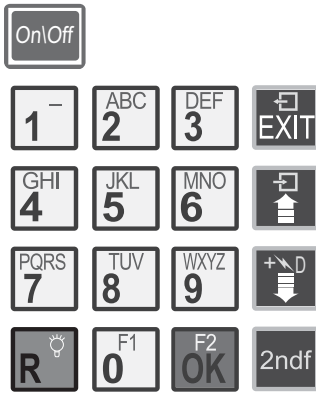 On\Off
– ABC DEF
1 2 3 EXIT
GHI JKL MNO
4 5 6
PQRS TUV WXYZ + D
7 8 9
F1 F2
R 0 OK 2ndf